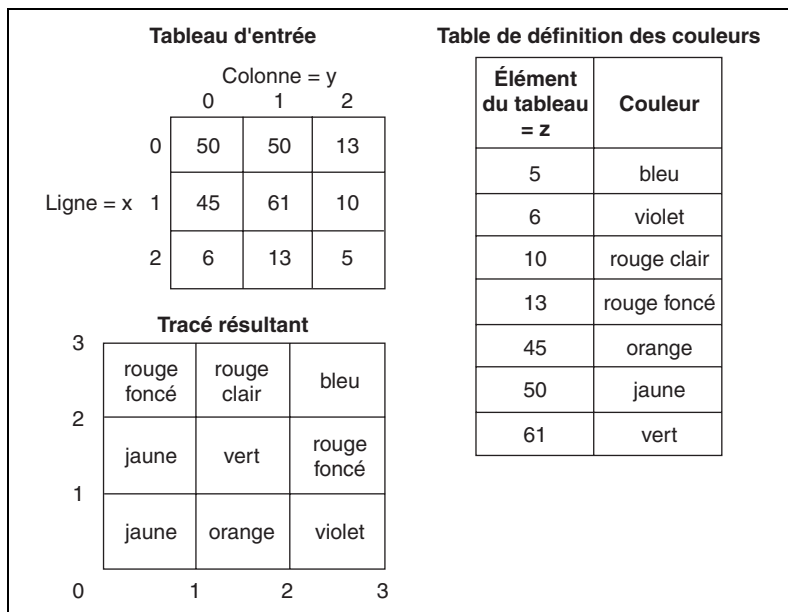 Tableau d'entrée
Colonne = y
0 1 2
0 50 50 13
Ligne = x 1 45 61 10
2 6 13 5
Tracé résultant
3
rouge foncé rouge clair bleu
2
jaune vert rouge foncé
1
jaune orange violet
0 1 2 3
Table de définition des couleurs
Élément du tableau = z Couleur
5 bleu
6 violet
10 rouge clair
13 rouge foncé
45 orange
50 jaune
61 vert